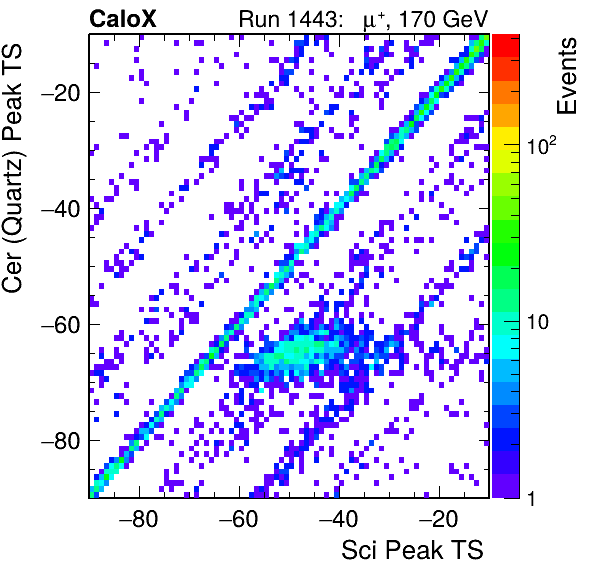 CaloX Run 1443: μ⁺, 170 GeV
Cer (Quartz) Peak TS
−20
−40
−60
−80
−80 −60 −40 −20
Sci Peak TS
Events
10²
10
1